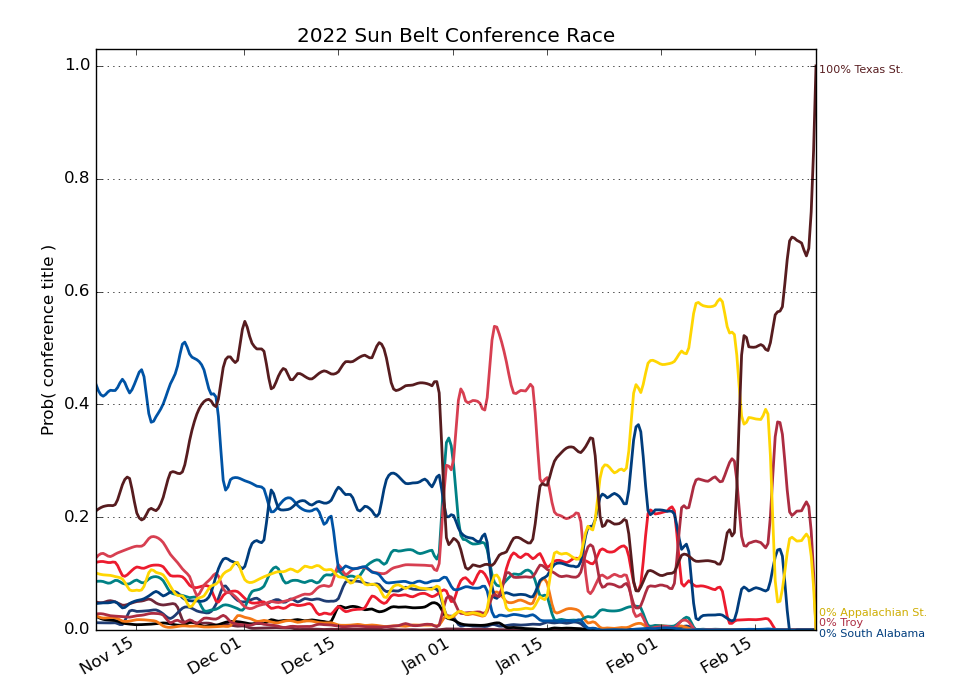 2022 Sun Belt Conference Race
Prob( conference title )
1.0
0.8
0.6
0.4
0.2
0.0
Nov 15
Dec 01
Dec 15
Jan 01
Jan 15
Feb 01
Feb 15
100% Texas St.
0% Appalachian St.
0% Troy
0% South Alabama